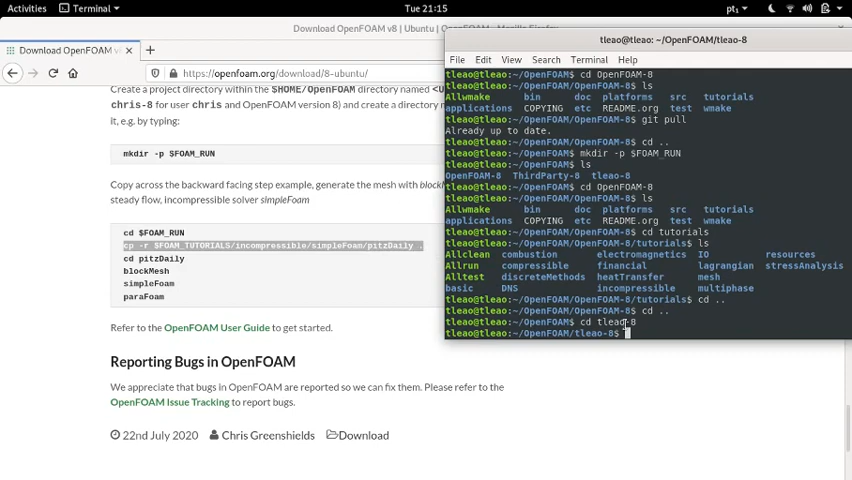 Activities Terminal Tue 21:15 pt1
Download OpenFOAM v8 | Ubuntu | OpenFOAM - Mozilla Firefox
Download OpenFOAM v8
https://openfoam.org/download/8-ubuntu/
Create a project directory within the $HOME/OpenFOAM directory named
chris-8 for user chris and OpenFOAM version 8) and create a directory
it, e.g. by typing:
mkdir -p $FOAM_RUN
Copy across the backward facing step example, generate the mesh with
steady flow, incompressible solver simpleFoam
cd $FOAM_RUN
cp -r $FOAM_TUTORIALS/incompressible/simpleFoam/pitzDaily .
cd pitzDaily
blockMesh
simpleFoam
paraFoam
Refer to the OpenFOAM User Guide to get started.
Reporting Bugs in OpenFOAM
We appreciate that bugs in OpenFOAM are reported so we can fix them. Please refer to the
OpenFOAM Issue Tracking to report bugs.
22nd July 2020 Chris Greenshields Download
tleao@tleao: ~/OpenFOAM/tleao-8
File Edit View Search Terminal Help
tleao@tleao:~/OpenFOAM$ cd OpenFOAM-8
tleao@tleao:~/OpenFOAM/OpenFOAM-8$ ls
Allwmake bin doc platforms src tutorials
applications COPYING etc README.org test wmake
tleao@tleao:~/OpenFOAM/OpenFOAM-8$ git pull
Already up to date.
tleao@tleao:~/OpenFOAM/OpenFOAM-8$ cd ..
tleao@tleao:~/OpenFOAM$ mkdir -p $FOAM_RUN
tleao@tleao:~/OpenFOAM$ ls
OpenFOAM-8 ThirdParty-8 tleao-8
tleao@tleao:~/OpenFOAM$ cd OpenFOAM-8
tleao@tleao:~/OpenFOAM/OpenFOAM-8$ ls
Allwmake bin doc platforms src tutorials
applications COPYING etc README.org test wmake
tleao@tleao:~/OpenFOAM/OpenFOAM-8$ cd tutorials
tleao@tleao:~/OpenFOAM/OpenFOAM-8/tutorials$ ls
Allclean combustion electromagnetics IO resources
Allrun compressible financial lagrangian stressAnalysis
Alltest discreteMethods heatTransfer mesh
basic DNS incompressible multiphase
tleao@tleao:~/OpenFOAM/OpenFOAM-8/tutorials$ cd ..
tleao@tleao:~/OpenFOAM/OpenFOAM-8$ cd ..
tleao@tleao:~/OpenFOAM$ cd tleao-8
tleao@tleao:~/OpenFOAM/tleao-8$